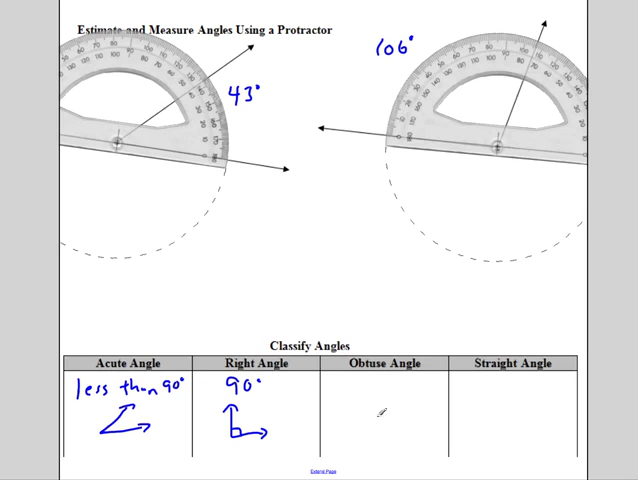 Estimate and Measure Angles Using a Protractor
43°
106°
Classify Angles
Acute Angle Right Angle Obtuse Angle Straight Angle
less than 90° 90°
Extend Page